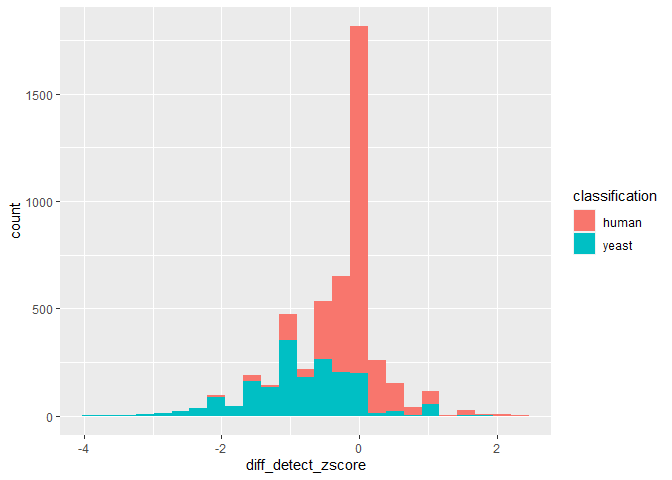 1500
1000
500
0
count
-4
-2
0
2
diff_detect_zscore
classification
human
yeast